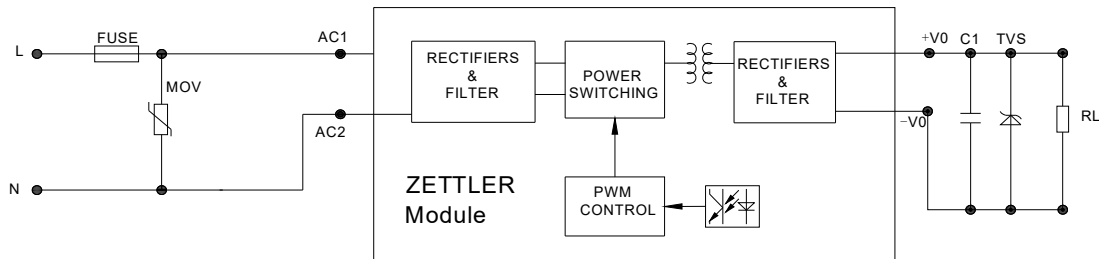 L
FUSE
AC1
MOV
AC2
N
RECTIFIERS
&
FILTER
POWER
SWITCHING
RECTIFIERS
&
FILTER
ZETTLER
Module
PWM
CONTROL
+V0
C1
TVS
−V0
RL